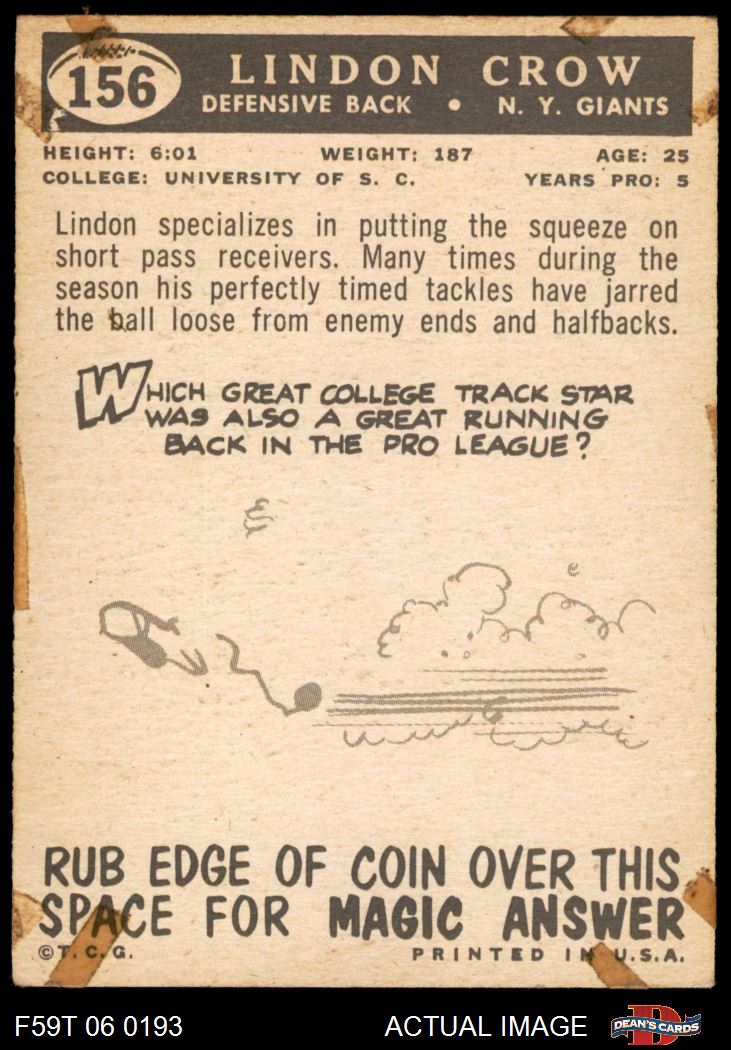 156
LINDON CROW
DEFENSIVE BACK • N. Y. GIANTS
HEIGHT: 6:01 WEIGHT: 187 AGE: 25
COLLEGE: UNIVERSITY OF S. C. YEARS PRO: 5
Lindon specializes in putting the squeeze on
short pass receivers. Many times during the
season his perfectly timed tackles have jarred
the ball loose from enemy ends and halfbacks.
WHICH GREAT COLLEGE TRACK STAR
WAS ALSO A GREAT RUNNING
BACK IN THE PRO LEAGUE?
RUB EDGE OF COIN OVER THIS
SPACE FOR MAGIC ANSWER
© T. C. G. PRINTED IN U.S.A.
F59T 06 0193 ACTUAL IMAGE DEAN'S CARDS